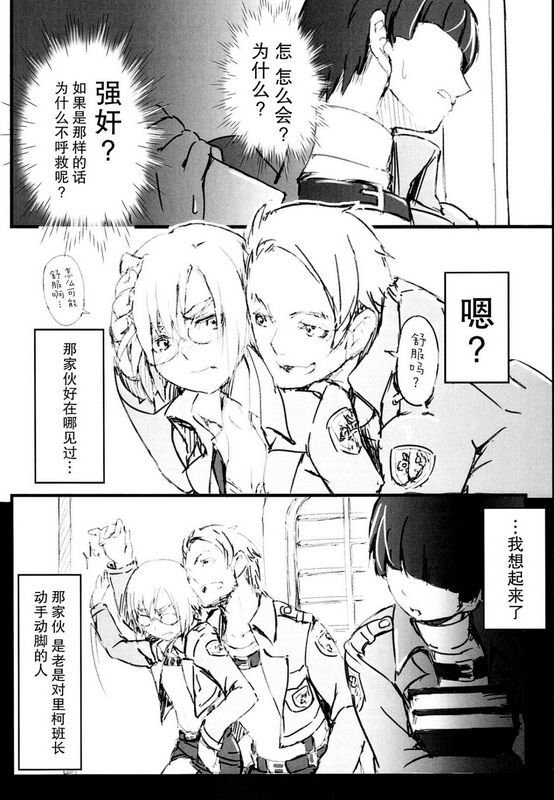 怎 怎么会？
为什么？
强奸？
如果是那样的话
为什么不呼救呢？
嗯？
舒服吗？
怎么可能
舒服啊…
那家伙好在哪见过…
…我想起来了
那家伙 是老是对里柯班长
动手动脚的人